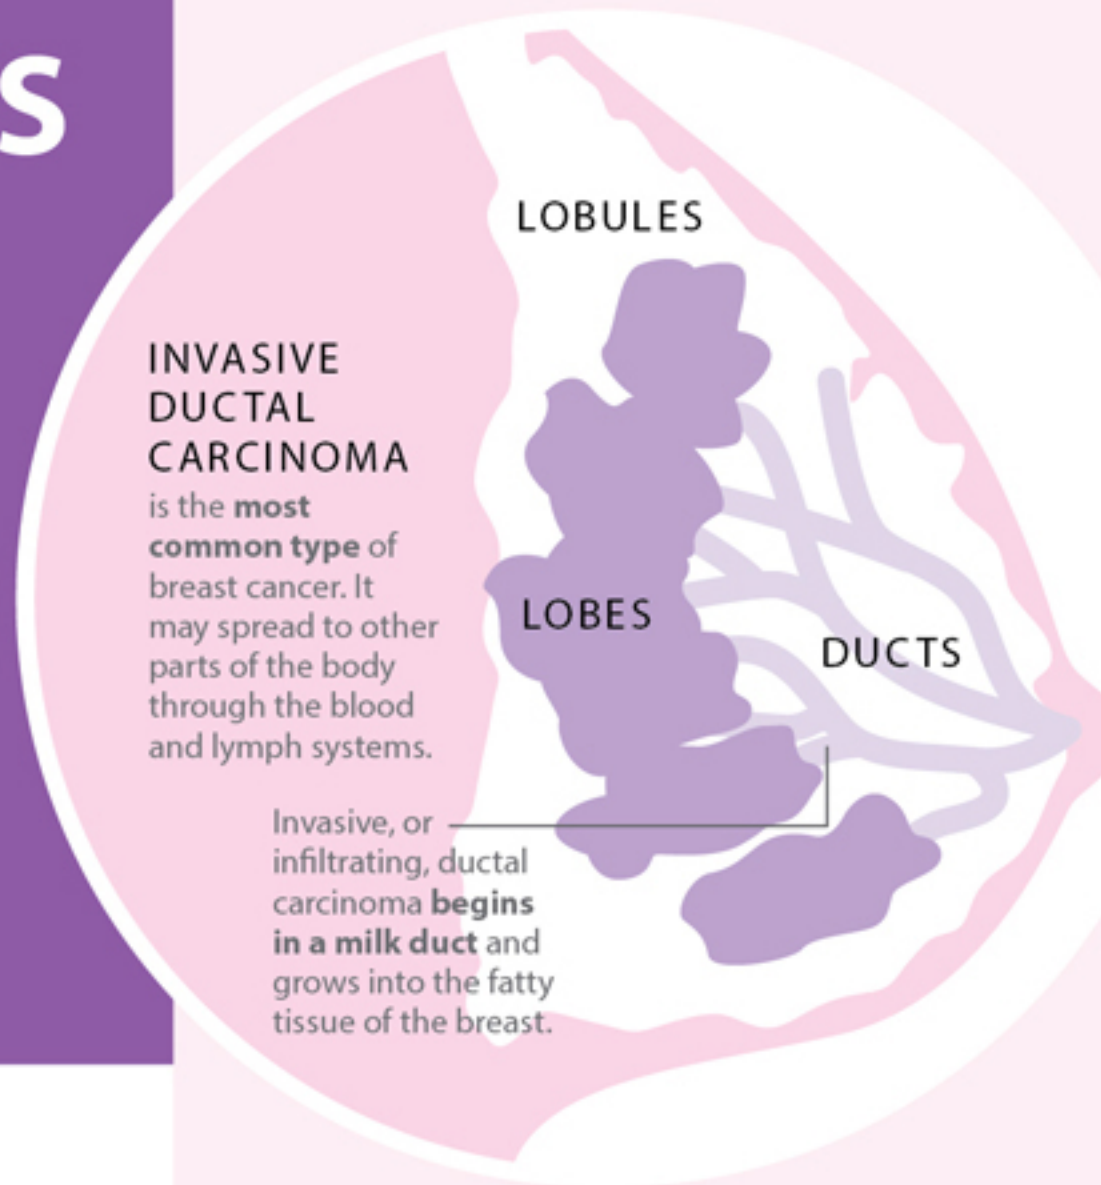 S
LOBULES
INVASIVE
DUCTAL
CARCINOMA
is the most
common type of
breast cancer. It
may spread to other
parts of the body
through the blood
and lymph systems.
LOBES
DUCTS
Invasive, or
infiltrating, ductal
carcinoma begins
in a milk duct and
grows into the fatty
tissue of the breast.